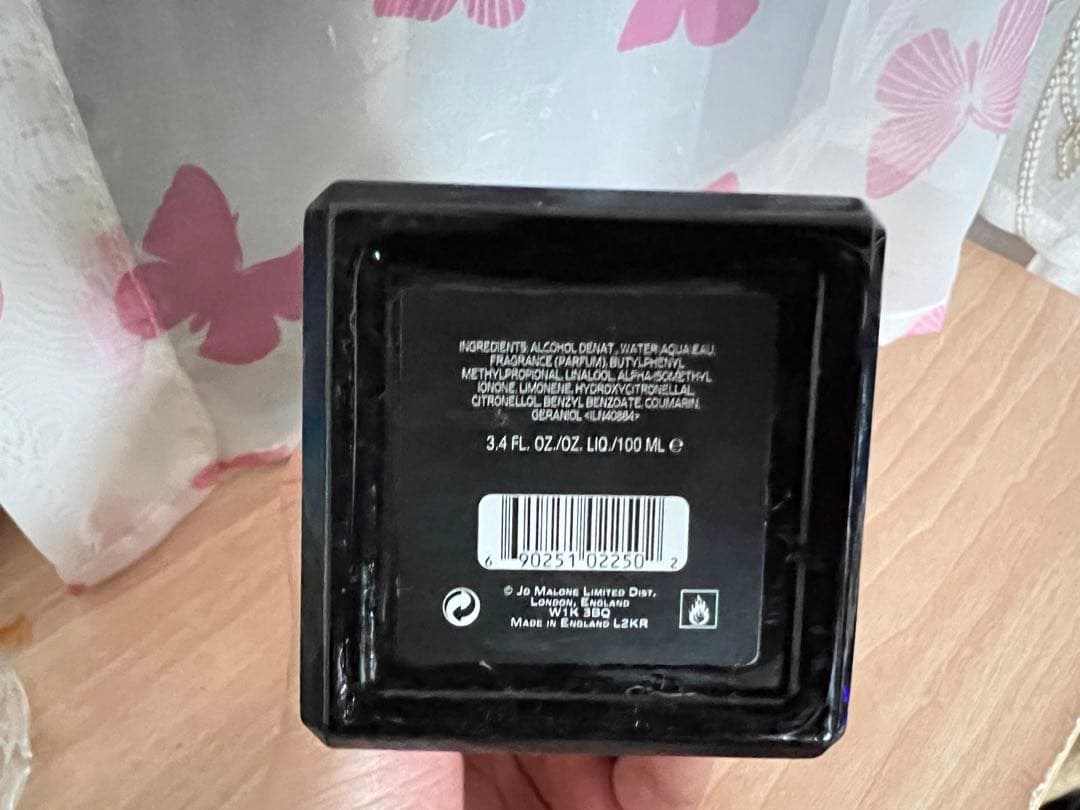 INGREDIENTS: ALCOHOL DENAT., WATER\AQUA\EAU,
FRAGRANCE (PARFUM), BUTYLPHENYL
METHYLPROPIONAL, LINALOOL, ALPHA-ISOMETHYL
IONONE, LIMONENE, HYDROXYCITRONELLAL,
CITRONELLOL, BENZYL BENZOATE, COUMARIN,
GERANIOL <ILN40884>
3.4 FL. OZ./OZ. LIQ./100 ML ℮
6 90251 02250 2
© Jo Malone Limited Dist.
London, England
W1K 3BQ
Made in England L2KR